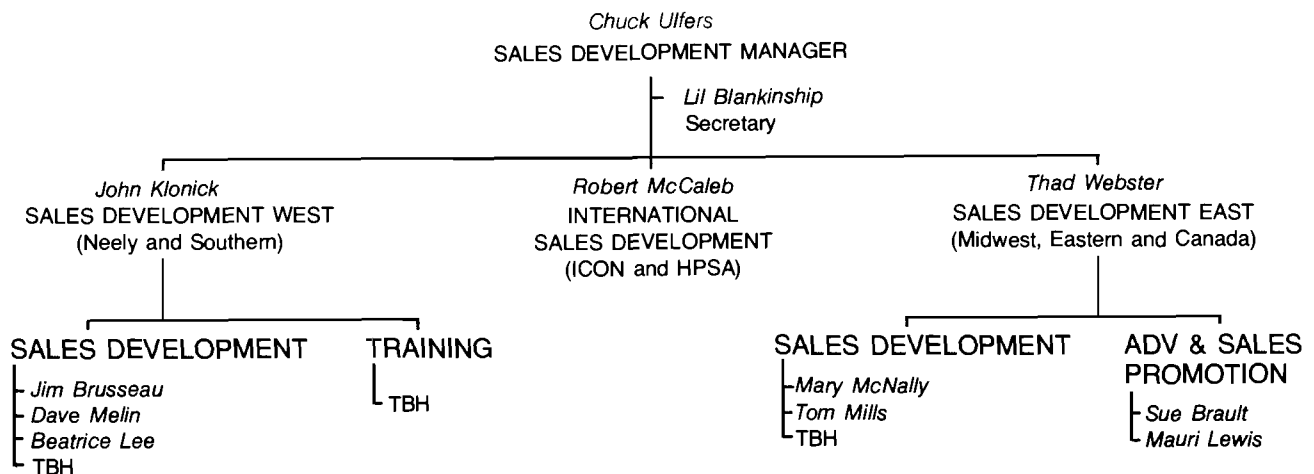 Chuck Ulfers
SALES DEVELOPMENT MANAGER
Lil Blankinship
Secretary
John Klonick
SALES DEVELOPMENT WEST
(Neely and Southern)
Robert McCaleb
INTERNATIONAL
SALES DEVELOPMENT
(ICON and HPSA)
Thad Webster
SALES DEVELOPMENT EAST
(Midwest, Eastern and Canada)
SALES DEVELOPMENT
Jim Brusseau
Dave Melin
Beatrice Lee
TBH
TRAINING
TBH
SALES DEVELOPMENT
Mary McNally
Tom Mills
TBH
ADV & SALES
PROMOTION
Sue Brault
Mauri Lewis